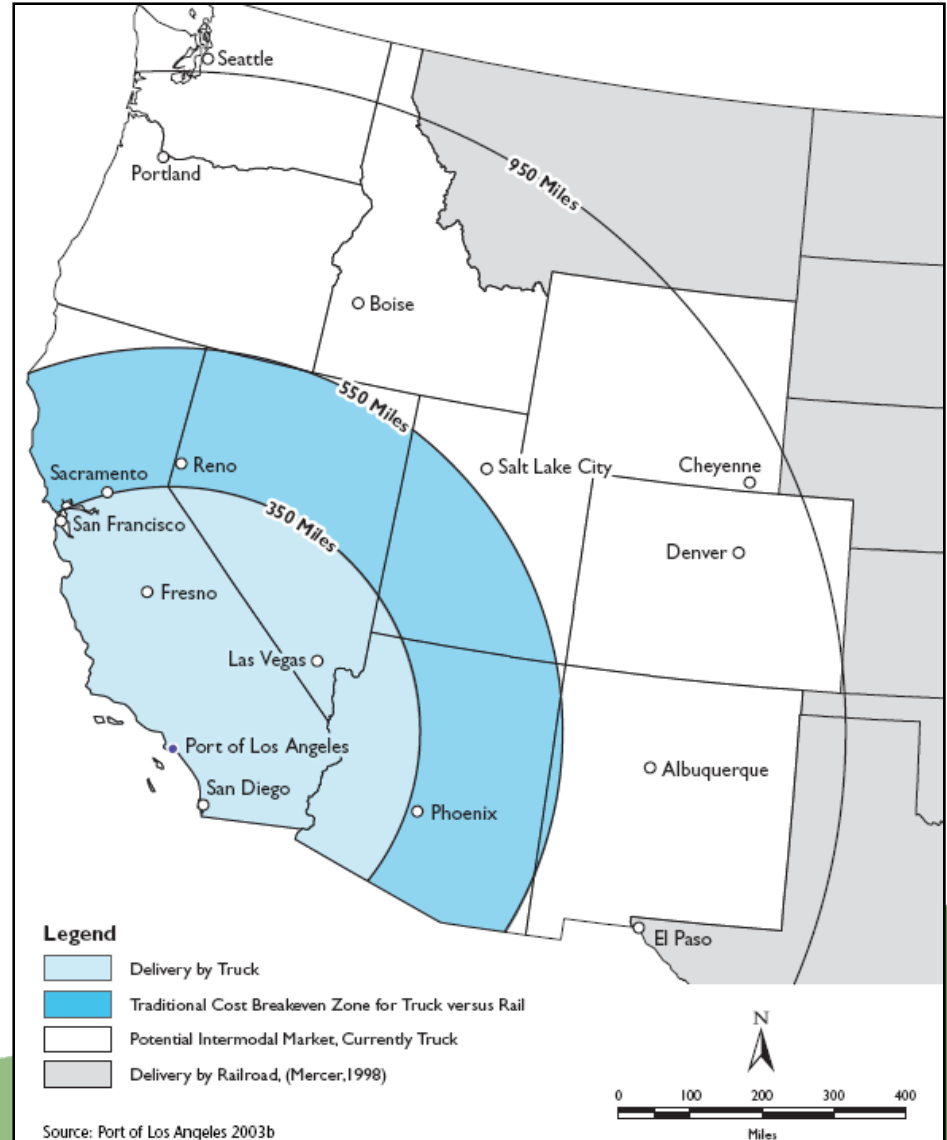 Seattle
950 Miles
Portland
Boise
550 Miles
Salt Lake City
Cheyenne
Reno
Sacramento
San Francisco
350 Miles
Denver
Fresno
Las Vegas
Port of Los Angeles
Albuquerque
San Diego
Phoenix
El Paso
Legend
Delivery by Truck
Traditional Cost Breakeven Zone for Truck versus Rail
Potential Intermodal Market, Currently Truck
Delivery by Railroad, (Mercer,1998)
N
0 100 200 300 400
Miles
Source: Port of Los Angeles 2003b